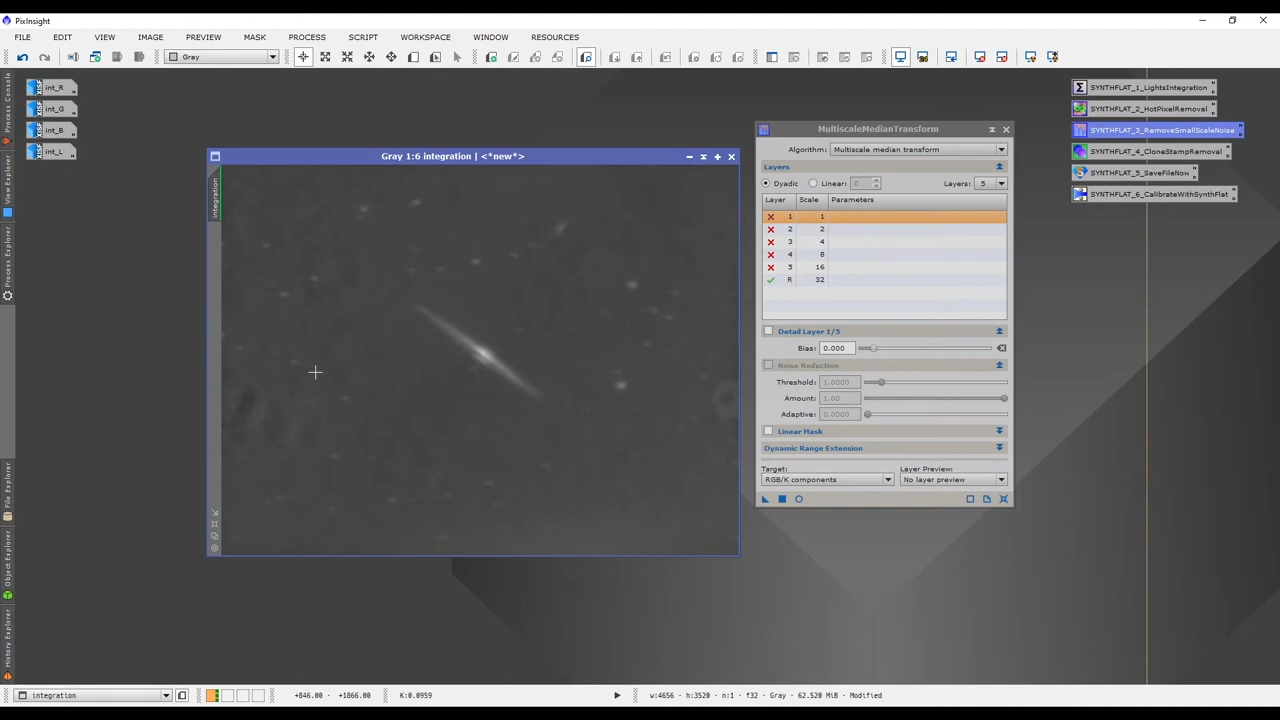 PixInsight
FILE EDIT VIEW IMAGE PREVIEW MASK PROCESS SCRIPT WORKSPACE WINDOW RESOURCES
Gray
Process Console
View Explorer
Process Explorer
File Explorer
Object Explorer
History Explorer
XISF int_R
XISF int_G
XISF int_B
XISF int_L
Gray 1:6 integration | <*new*>
integration
MultiscaleMedianTransform
Algorithm: Multiscale median transform
Layers
Dyadic Linear: 0 Layers: 5
Layer Scale Parameters
1 1
2 2
3 4
4 8
5 16
R 32
Detail Layer 1/5
Bias: 0.000
Noise Reduction
Threshold: 1.0000
Amount: 1.00
Adaptive: 0.0000
Linear Mask
Dynamic Range Extension
Target: Layer Preview:
RGB/K components No layer preview
SYNTHFLAT_1_LightsIntegration
SYNTHFLAT_2_HotPixelRemoval
SYNTHFLAT_3_RemoveSmallScaleNoise
SYNTHFLAT_4_CloneStampRemoval
SYNTHFLAT_5_SaveFileNow
SYNTHFLAT_6_CalibrateWithSynthFlat
integration +846.00 +1866.00 K:0.0959 w:4656 · h:3520 · n:1 · f32 · Gray · 62.520 MiB · Modified